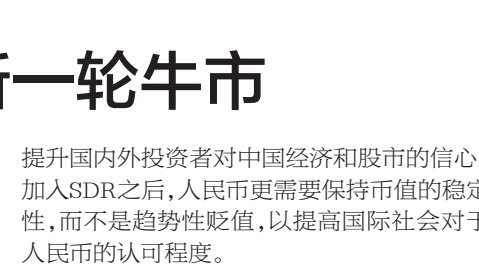 新一轮牛市
提升国内外投资者对中国经济和股市的信心
加入SDR之后,人民币更需要保持币值的稳定
性,而不是趋势性贬值,以提高国际社会对于
人民币的认可程度。